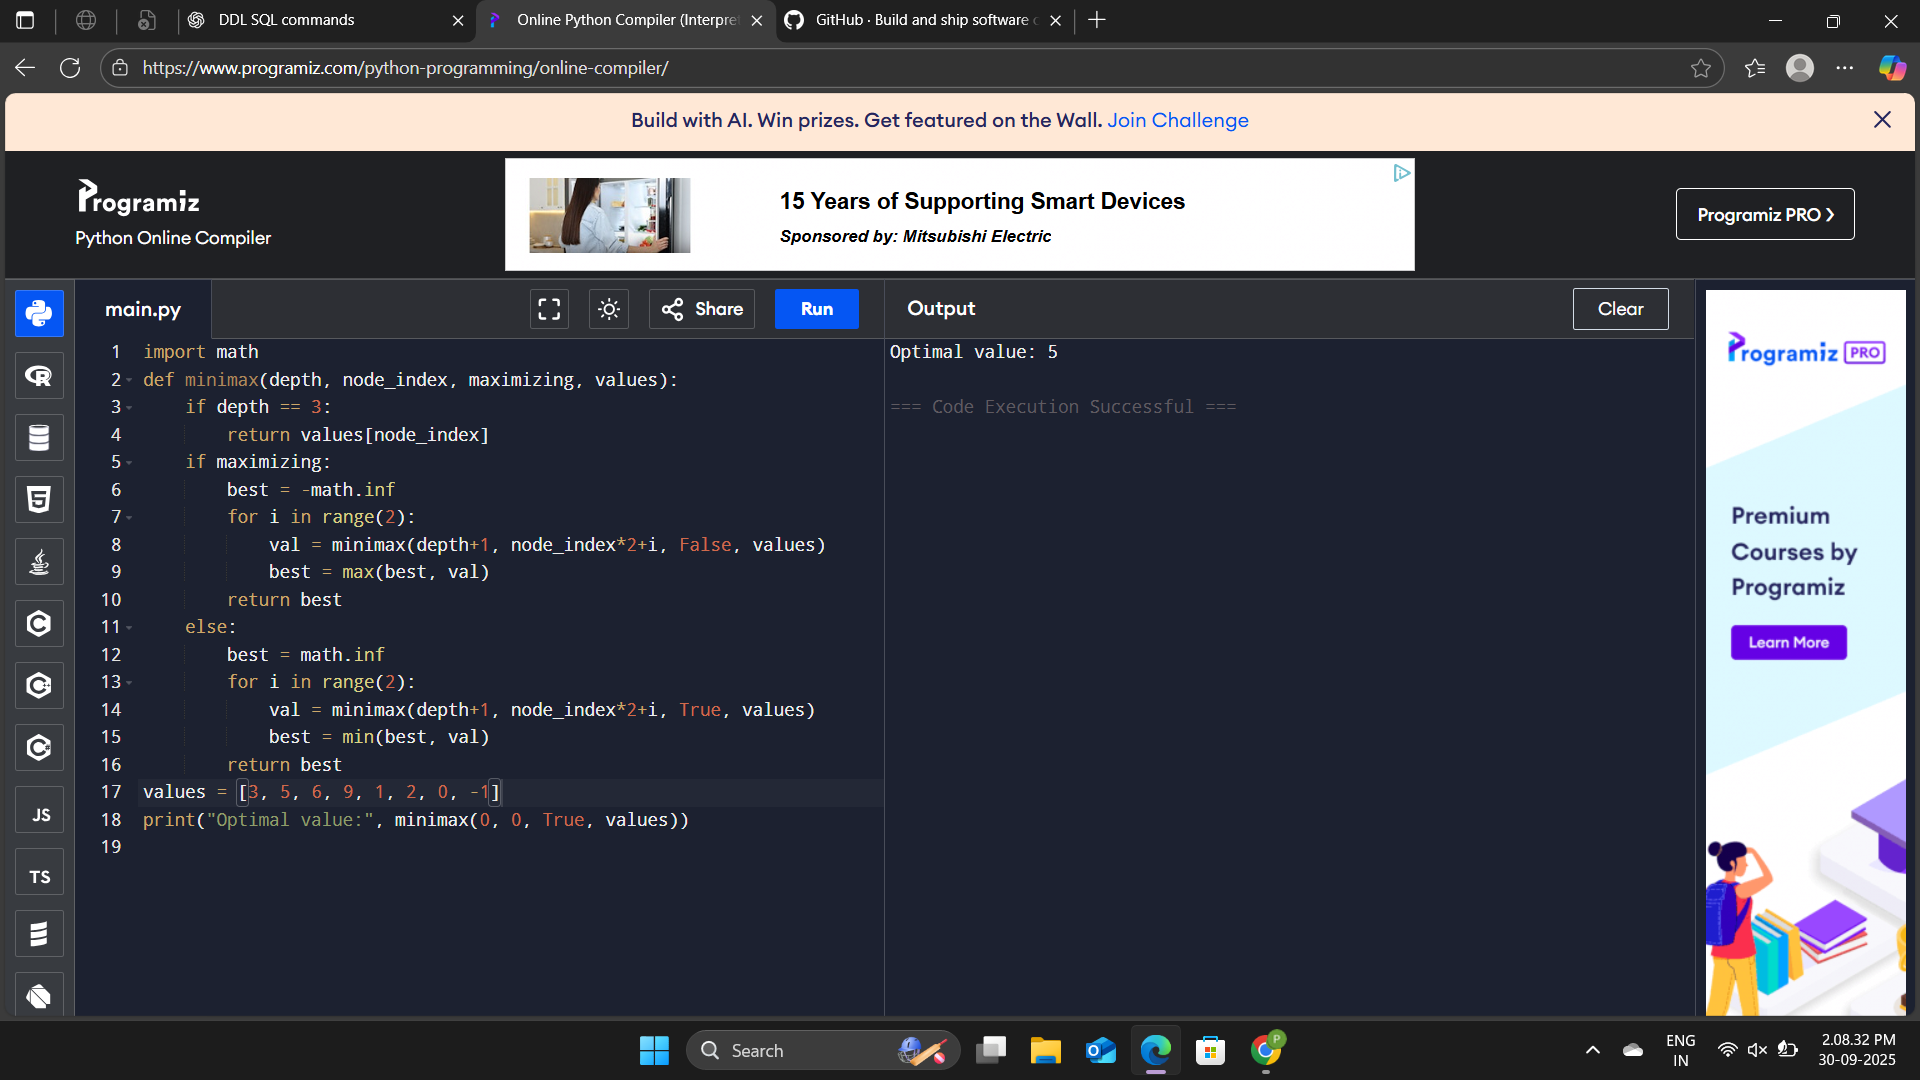 DDL SQL commands
Online Python Compiler (Interpre
GitHub · Build and ship software
https://www.programiz.com/python-programming/online-compiler/
Build with AI. Win prizes. Get featured on the Wall. Join Challenge
Programiz
Python Online Compiler
15 Years of Supporting Smart Devices
Sponsored by: Mitsubishi Electric
Programiz PRO
main.py
Share
Run
Output
Clear
1 import math
2 def minimax(depth, node_index, maximizing, values):
3     if depth == 3:
4         return values[node_index]
5     if maximizing:
6         best = -math.inf
7         for i in range(2):
8             val = minimax(depth+1, node_index*2+i, False, values)
9             best = max(best, val)
10         return best
11     else:
12         best = math.inf
13         for i in range(2):
14             val = minimax(depth+1, node_index*2+i, True, values)
15             best = min(best, val)
16         return best
17 values = [3, 5, 6, 9, 1, 2, 0, -1]
18 print("Optimal value:", minimax(0, 0, True, values))
19
Optimal value: 5
=== Code Execution Successful ===
R
5
C
C
C
JS
TS
Programiz PRO
Premium
Courses by
Programiz
Learn More
Search
P
ENG
IN
2.08.32 PM
30-09-2025